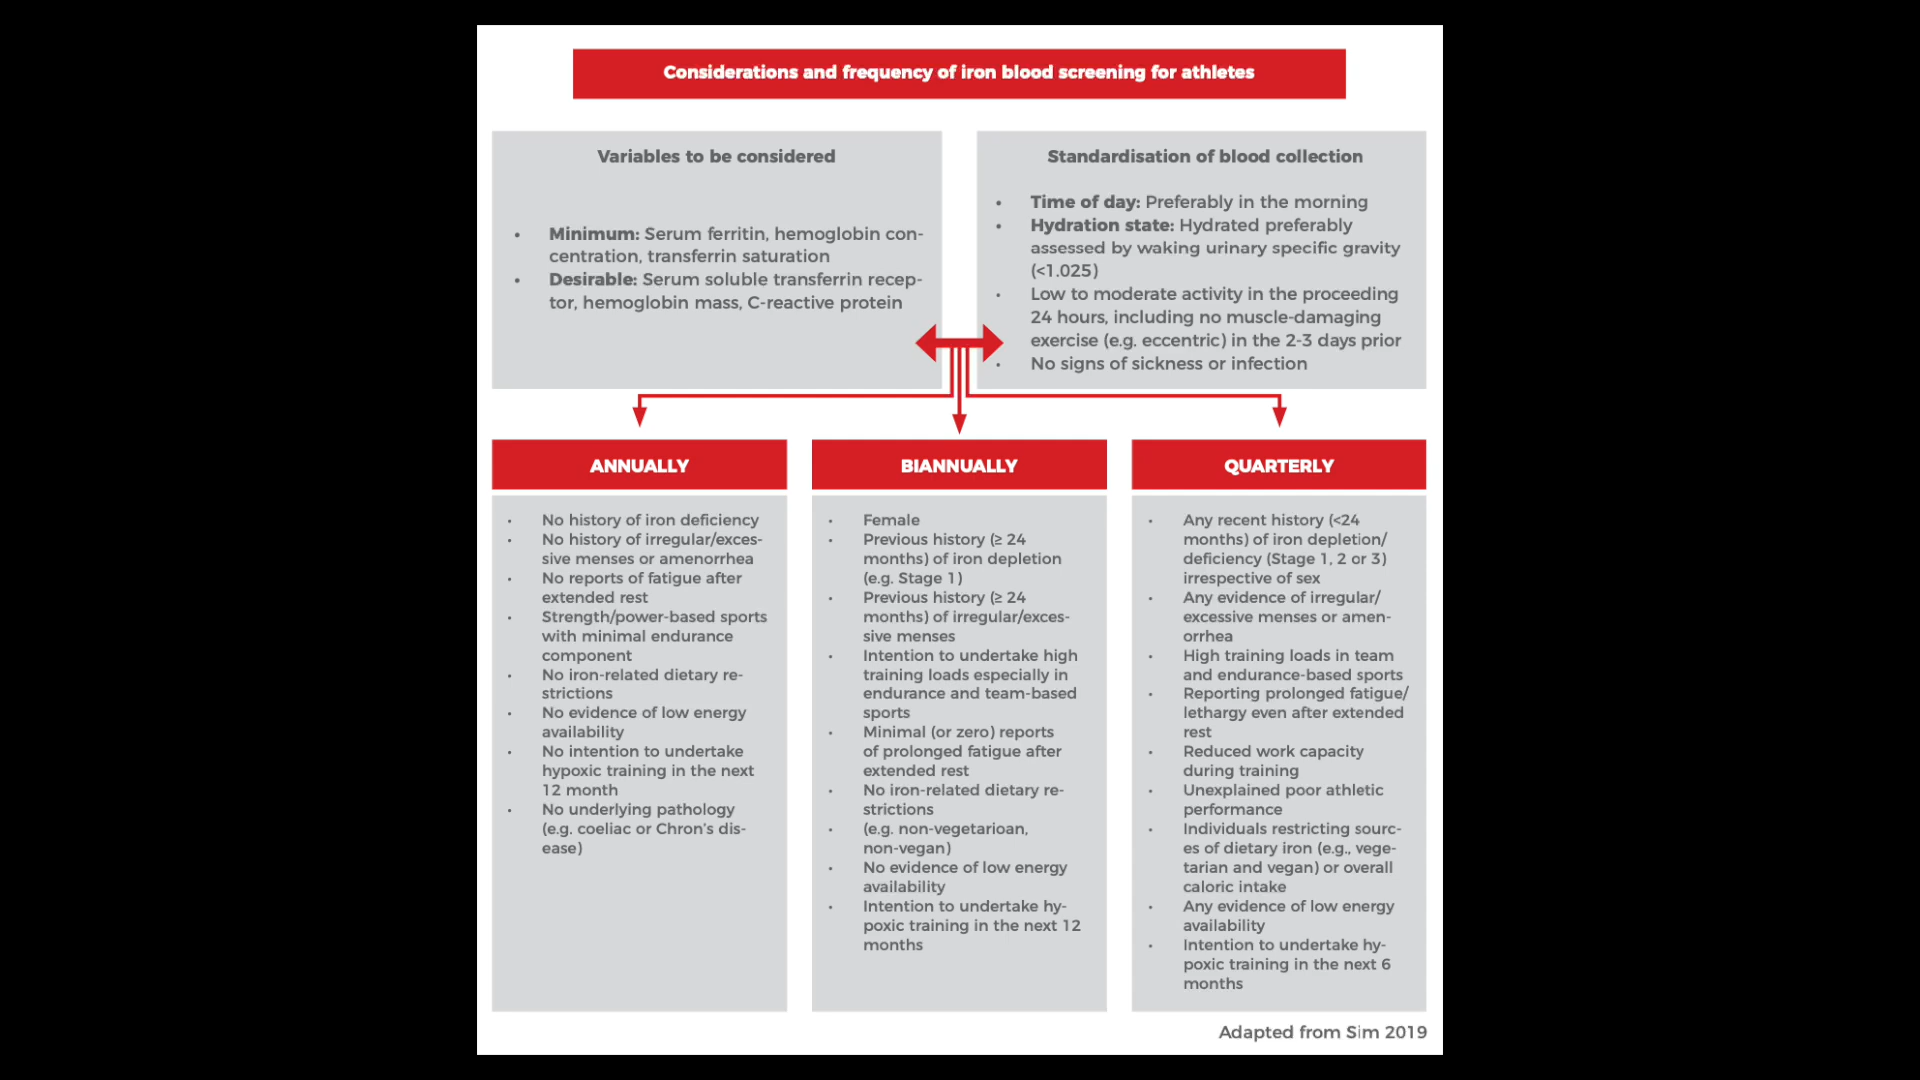 Considerations and frequency of iron blood screening for athletes
Variables to be considered
• Minimum: Serum ferritin, hemoglobin con-
centration, transferrin saturation
• Desirable: Serum soluble transferrin recep-
tor, hemoglobin mass, C-reactive protein
Standardisation of blood collection
• Time of day: Preferably in the morning
• Hydration state: Hydrated preferably
assessed by waking urinary specific gravity
(<1.025)
• Low to moderate activity in the proceeding
24 hours, including no muscle-damaging
exercise (e.g. eccentric) in the 2-3 days prior
• No signs of sickness or infection
ANNUALLY
• No history of iron deficiency
• No history of irregular/exces-
sive menses or amenorrhea
• No reports of fatigue after
extended rest
• Strength/power-based sports
with minimal endurance
component
• No iron-related dietary re-
strictions
• No evidence of low energy
availability
• No intention to undertake
hypoxic training in the next
12 month
• No underlying pathology
(e.g. coeliac or Chron's dis-
ease)
BIANNUALLY
• Female
• Previous history (≥ 24
months) of iron depletion
(e.g. Stage 1)
• Previous history (≥ 24
months) of irregular/exces-
sive menses
• Intention to undertake high
training loads especially in
endurance and team-based
sports
• Minimal (or zero) reports
of prolonged fatigue after
extended rest
• No iron-related dietary re-
strictions
• (e.g. non-vegetarioan,
non-vegan)
• No evidence of low energy
availability
• Intention to undertake hy-
poxic training in the next 12
months
QUARTERLY
• Any recent history (<24
months) of iron depletion/
deficiency (Stage 1, 2 or 3)
irrespective of sex
• Any evidence of irregular/
excessive menses or amen-
orrhea
• High training loads in team
and endurance-based sports
• Reporting prolonged fatigue/
lethargy even after extended
rest
• Reduced work capacity
during training
• Unexplained poor athletic
performance
• Individuals restricting sourc-
es of dietary iron (e.g., vege-
tarian and vegan) or overall
caloric intake
• Any evidence of low energy
availability
• Intention to undertake hy-
poxic training in the next 6
months
Adapted from Sim 2019